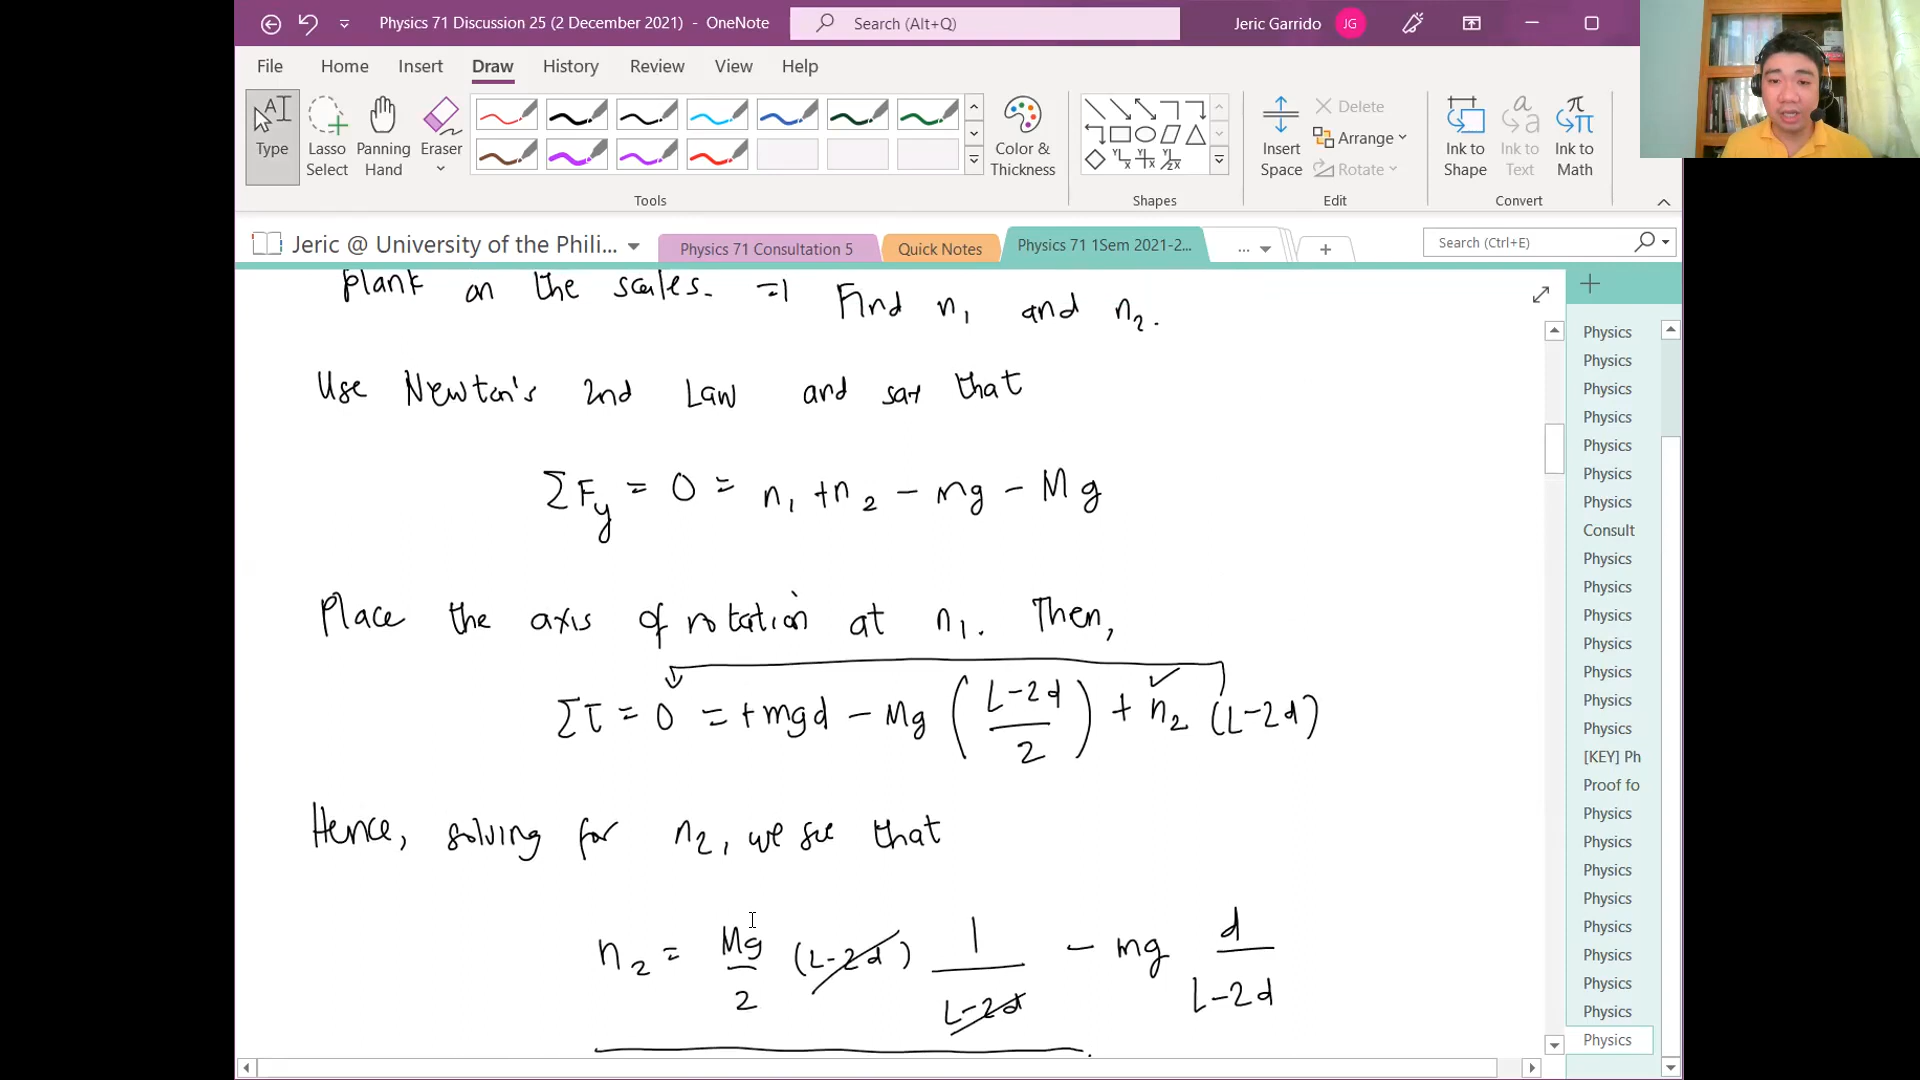 Physics 71 Discussion 25 (2 December 2021) - OneNote
Search (Alt+Q)
Jeric Garrido
JG
File Home Insert Draw History Review View Help
Type
Lasso Select
Panning Hand
Eraser
Color & Thickness
Insert Space
Delete
Arrange
Rotate
Ink to Shape
Ink to Text
Ink to Math
Tools
Shapes
Edit
Convert
Jeric @ University of the Phili...
Physics 71 Consultation 5
Quick Notes
Physics 71 1Sem 2021-2...
...
Search (Ctrl+E)
plank on the scales. => Find n₁ and n₂.
Use Newton's 2nd Law and say that
ΣF_y = 0 = n₁ + n₂ - mg - Mg
Place the axis of rotation at n₁. Then,
Στ = 0 = +mgd - Mg ((L-2d)/2) + n₂ (L-2d)
Hence, solving for n₂, we see that
n₂ = Mg/2 (L-2d) 1/(L-2d) - mg d/(L-2d)
Physics
Physics
Physics
Physics
Physics
Physics
Physics
Consult
Physics
Physics
Physics
Physics
Physics
Physics
Physics
[KEY] Ph
Proof fo
Physics
Physics
Physics
Physics
Physics
Physics
Physics
Physics
Physics